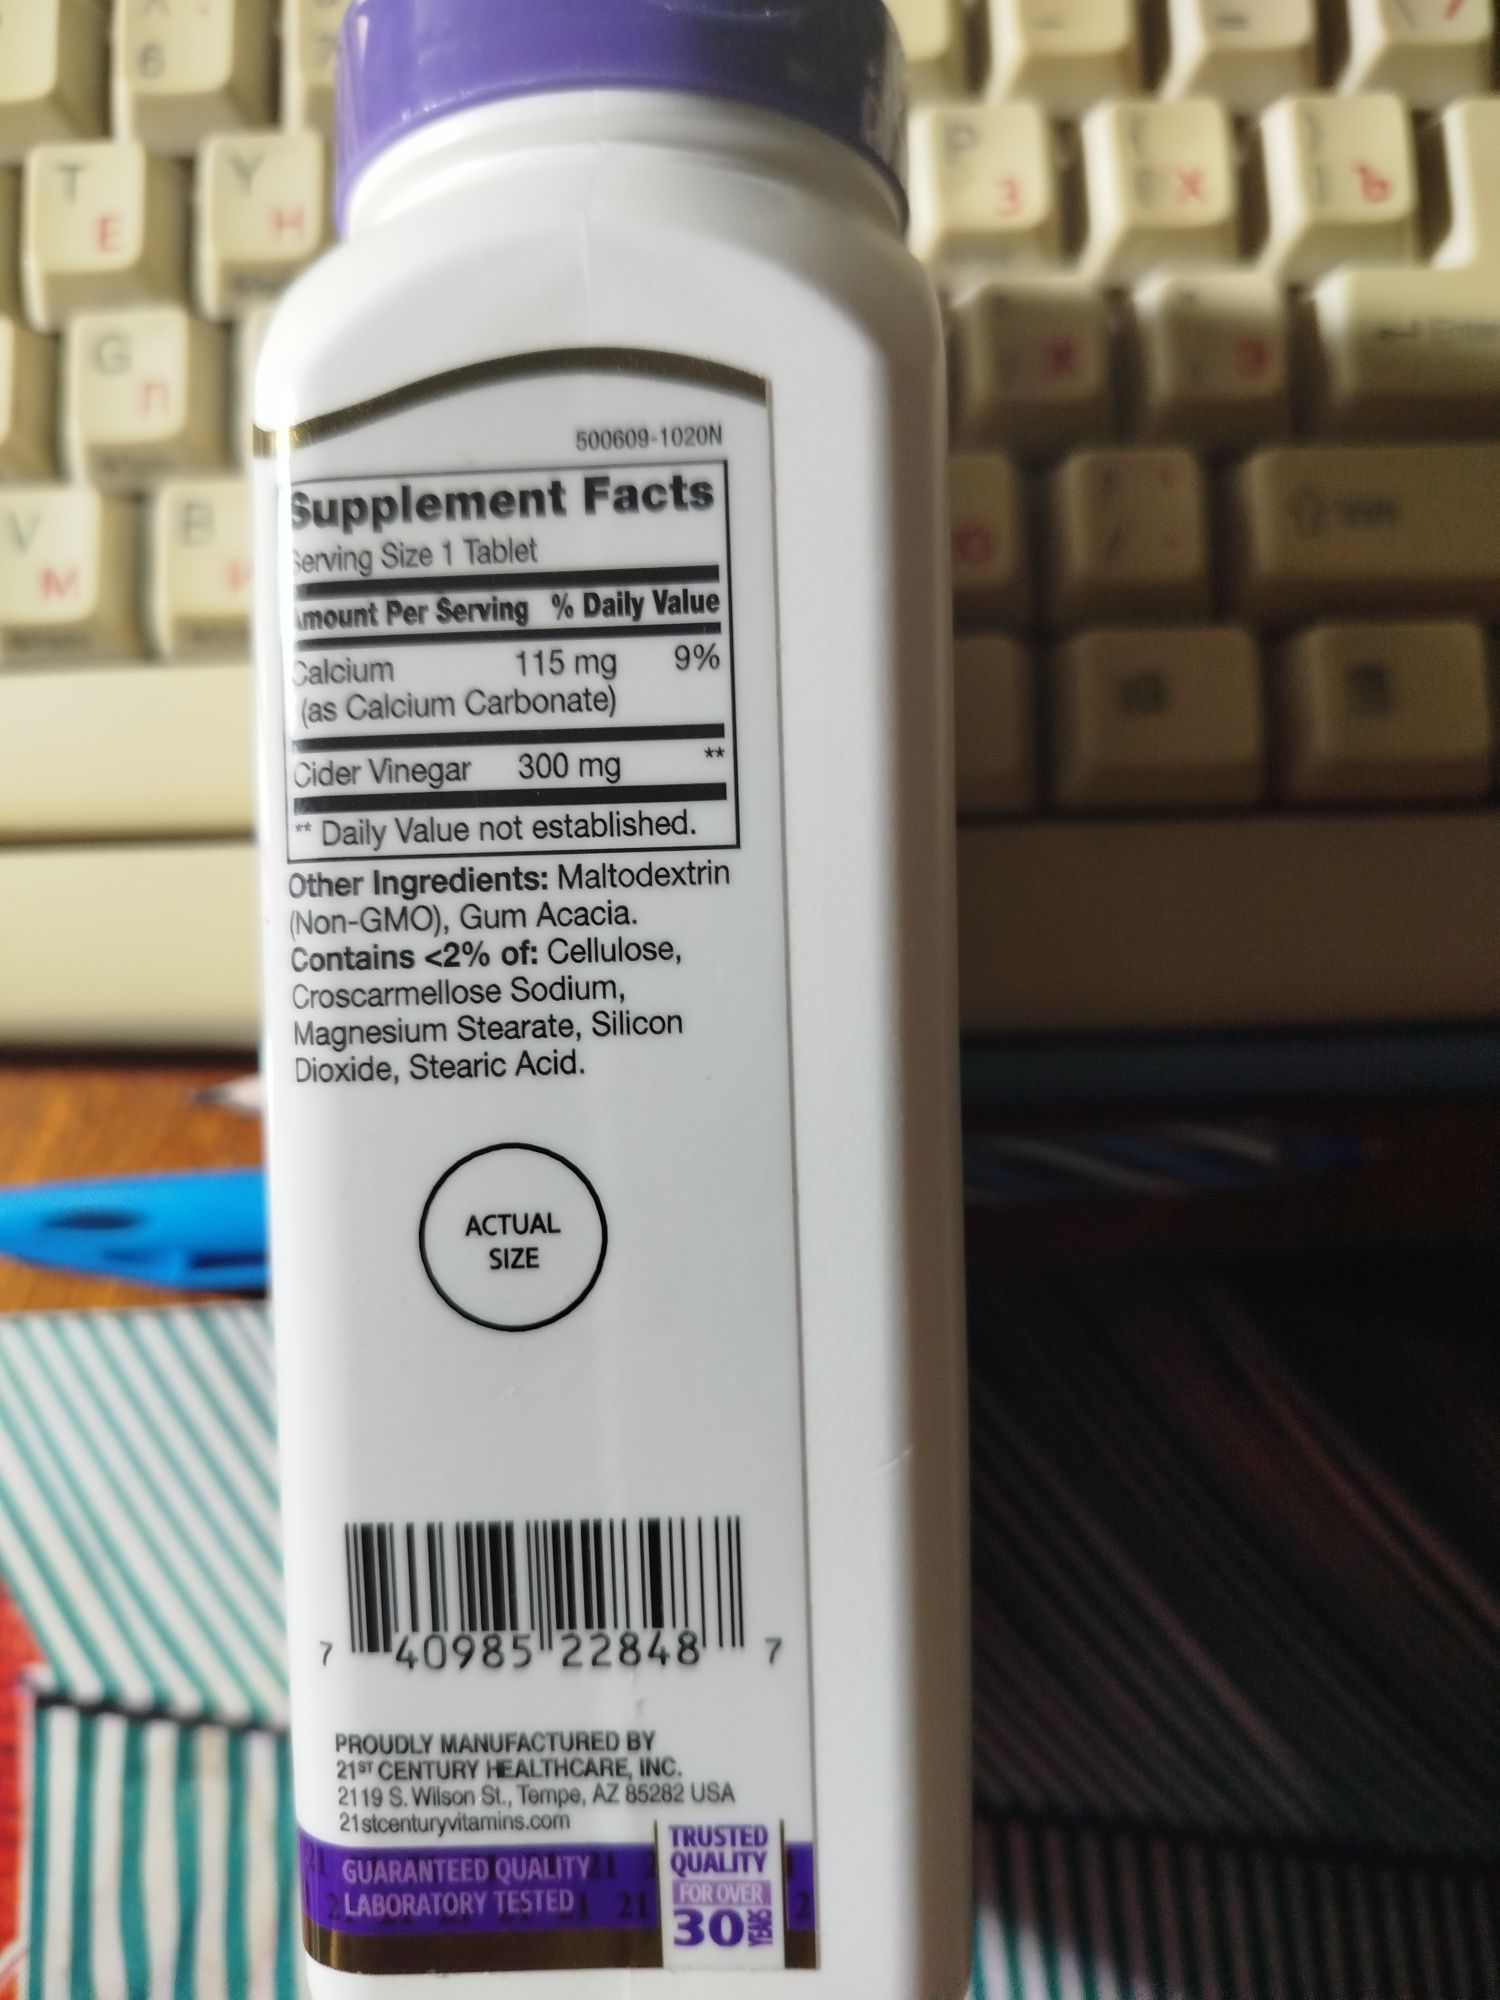 6
T
E
Y
Н
P
З
Х
Ъ
G
П
Ж
Э
Enter
V
М
B
И
Ю
500609-1020N
Supplement Facts
Serving Size 1 Tablet
Amount Per Serving % Daily Value
Calcium 115 mg 9%
(as Calcium Carbonate)
Cider Vinegar 300 mg **
** Daily Value not established.
Other Ingredients: Maltodextrin
(Non-GMO), Gum Acacia.
Contains <2% of: Cellulose,
Croscarmellose Sodium,
Magnesium Stearate, Silicon
Dioxide, Stearic Acid.
ACTUAL
SIZE
7 40985 22848 7
PROUDLY MANUFACTURED BY
21ST CENTURY HEALTHCARE, INC.
2119 S. Wilson St., Tempe, AZ 85282 USA
21stcenturyvitamins.com
GUARANTEED QUALITY
LABORATORY TESTED
TRUSTED
QUALITY
FOR OVER
30 YEARS